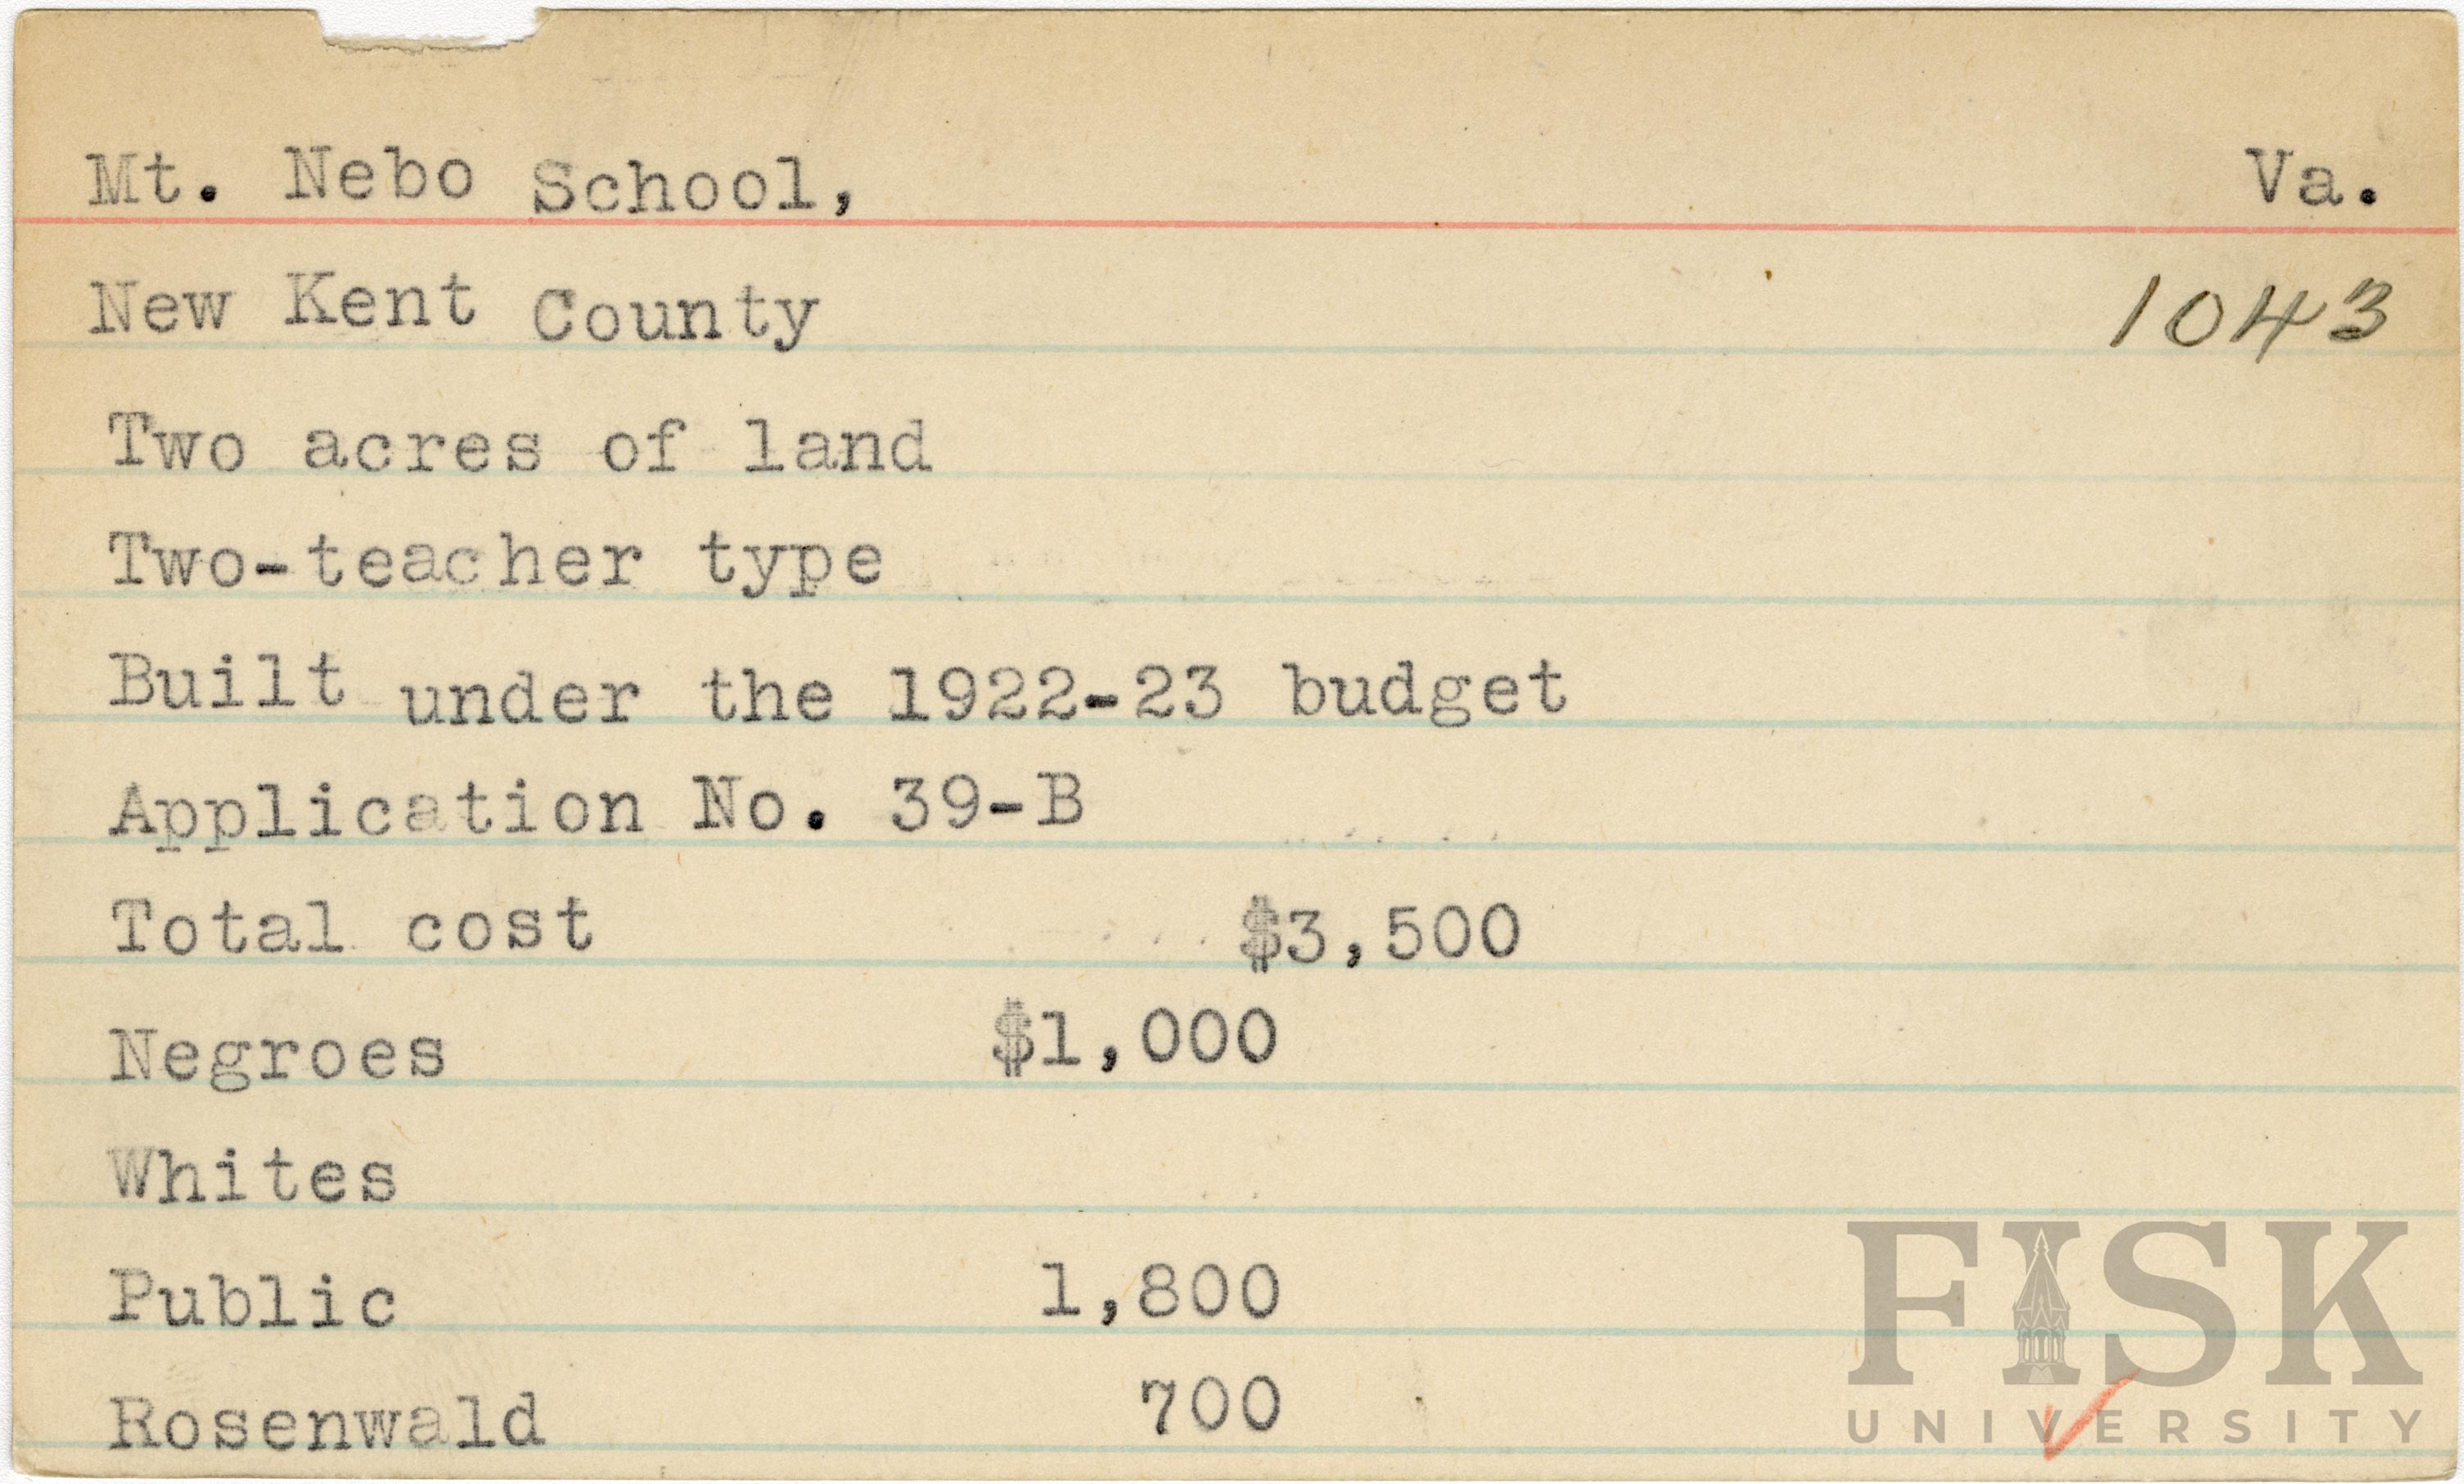 Mt. Nebo School, Va.
New Kent County 1043
Two acres of land
Two-teacher type
Built under the 1922-23 budget
Application No. 39-B
Total cost $3,500
Negroes $1,000
Whites
Public 1,800
Rosenwald 700
FISK
UNIVERSITY